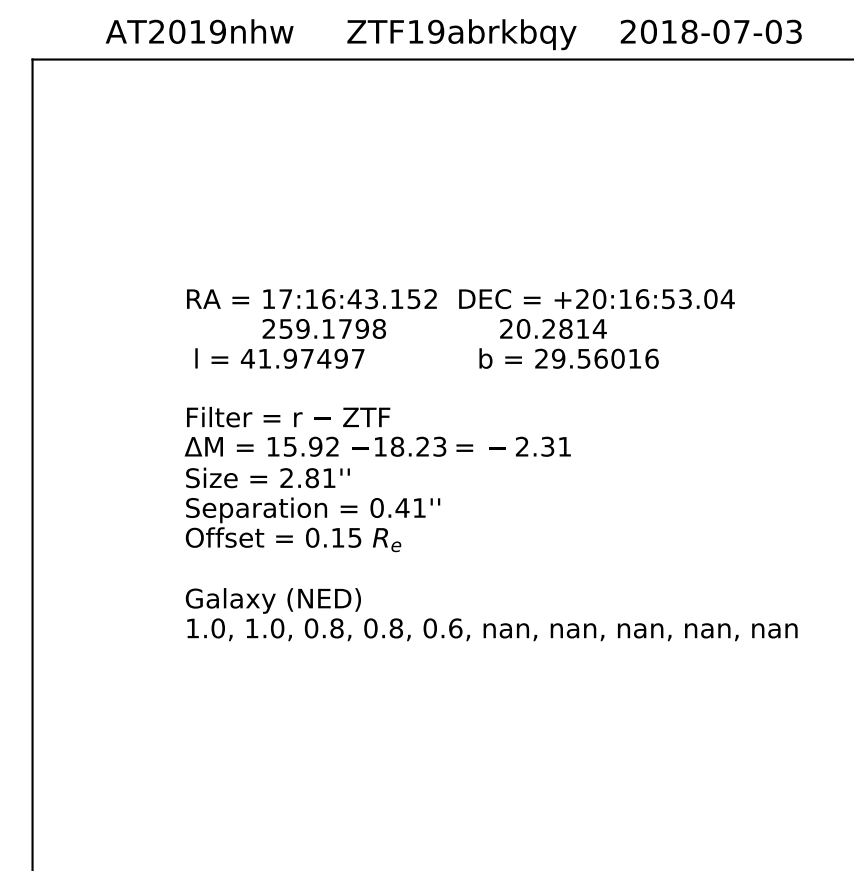 AT2019nhw ZTF19abrkbqy 2018-07-03
RA = 17:16:43.152 DEC = +20:16:53.04
259.1798 20.2814
l = 41.97497 b = 29.56016
Filter = r − ZTF
ΔM = 15.92 −18.23 = − 2.31
Size = 2.81''
Separation = 0.41''
Offset = 0.15 Re
Galaxy (NED)
1.0, 1.0, 0.8, 0.8, 0.6, nan, nan, nan, nan, nan